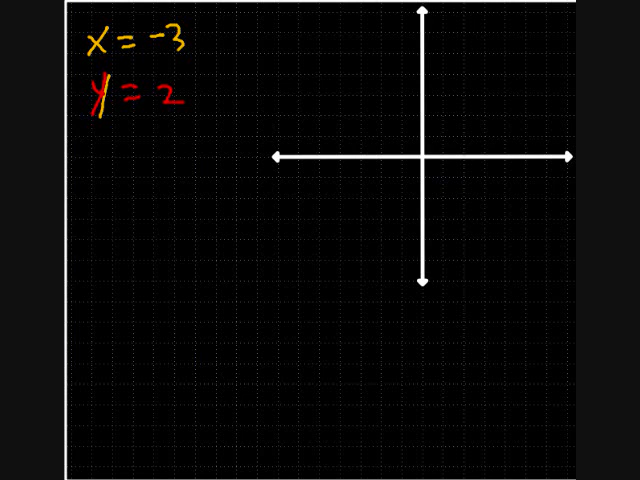 x = -3
y = 2